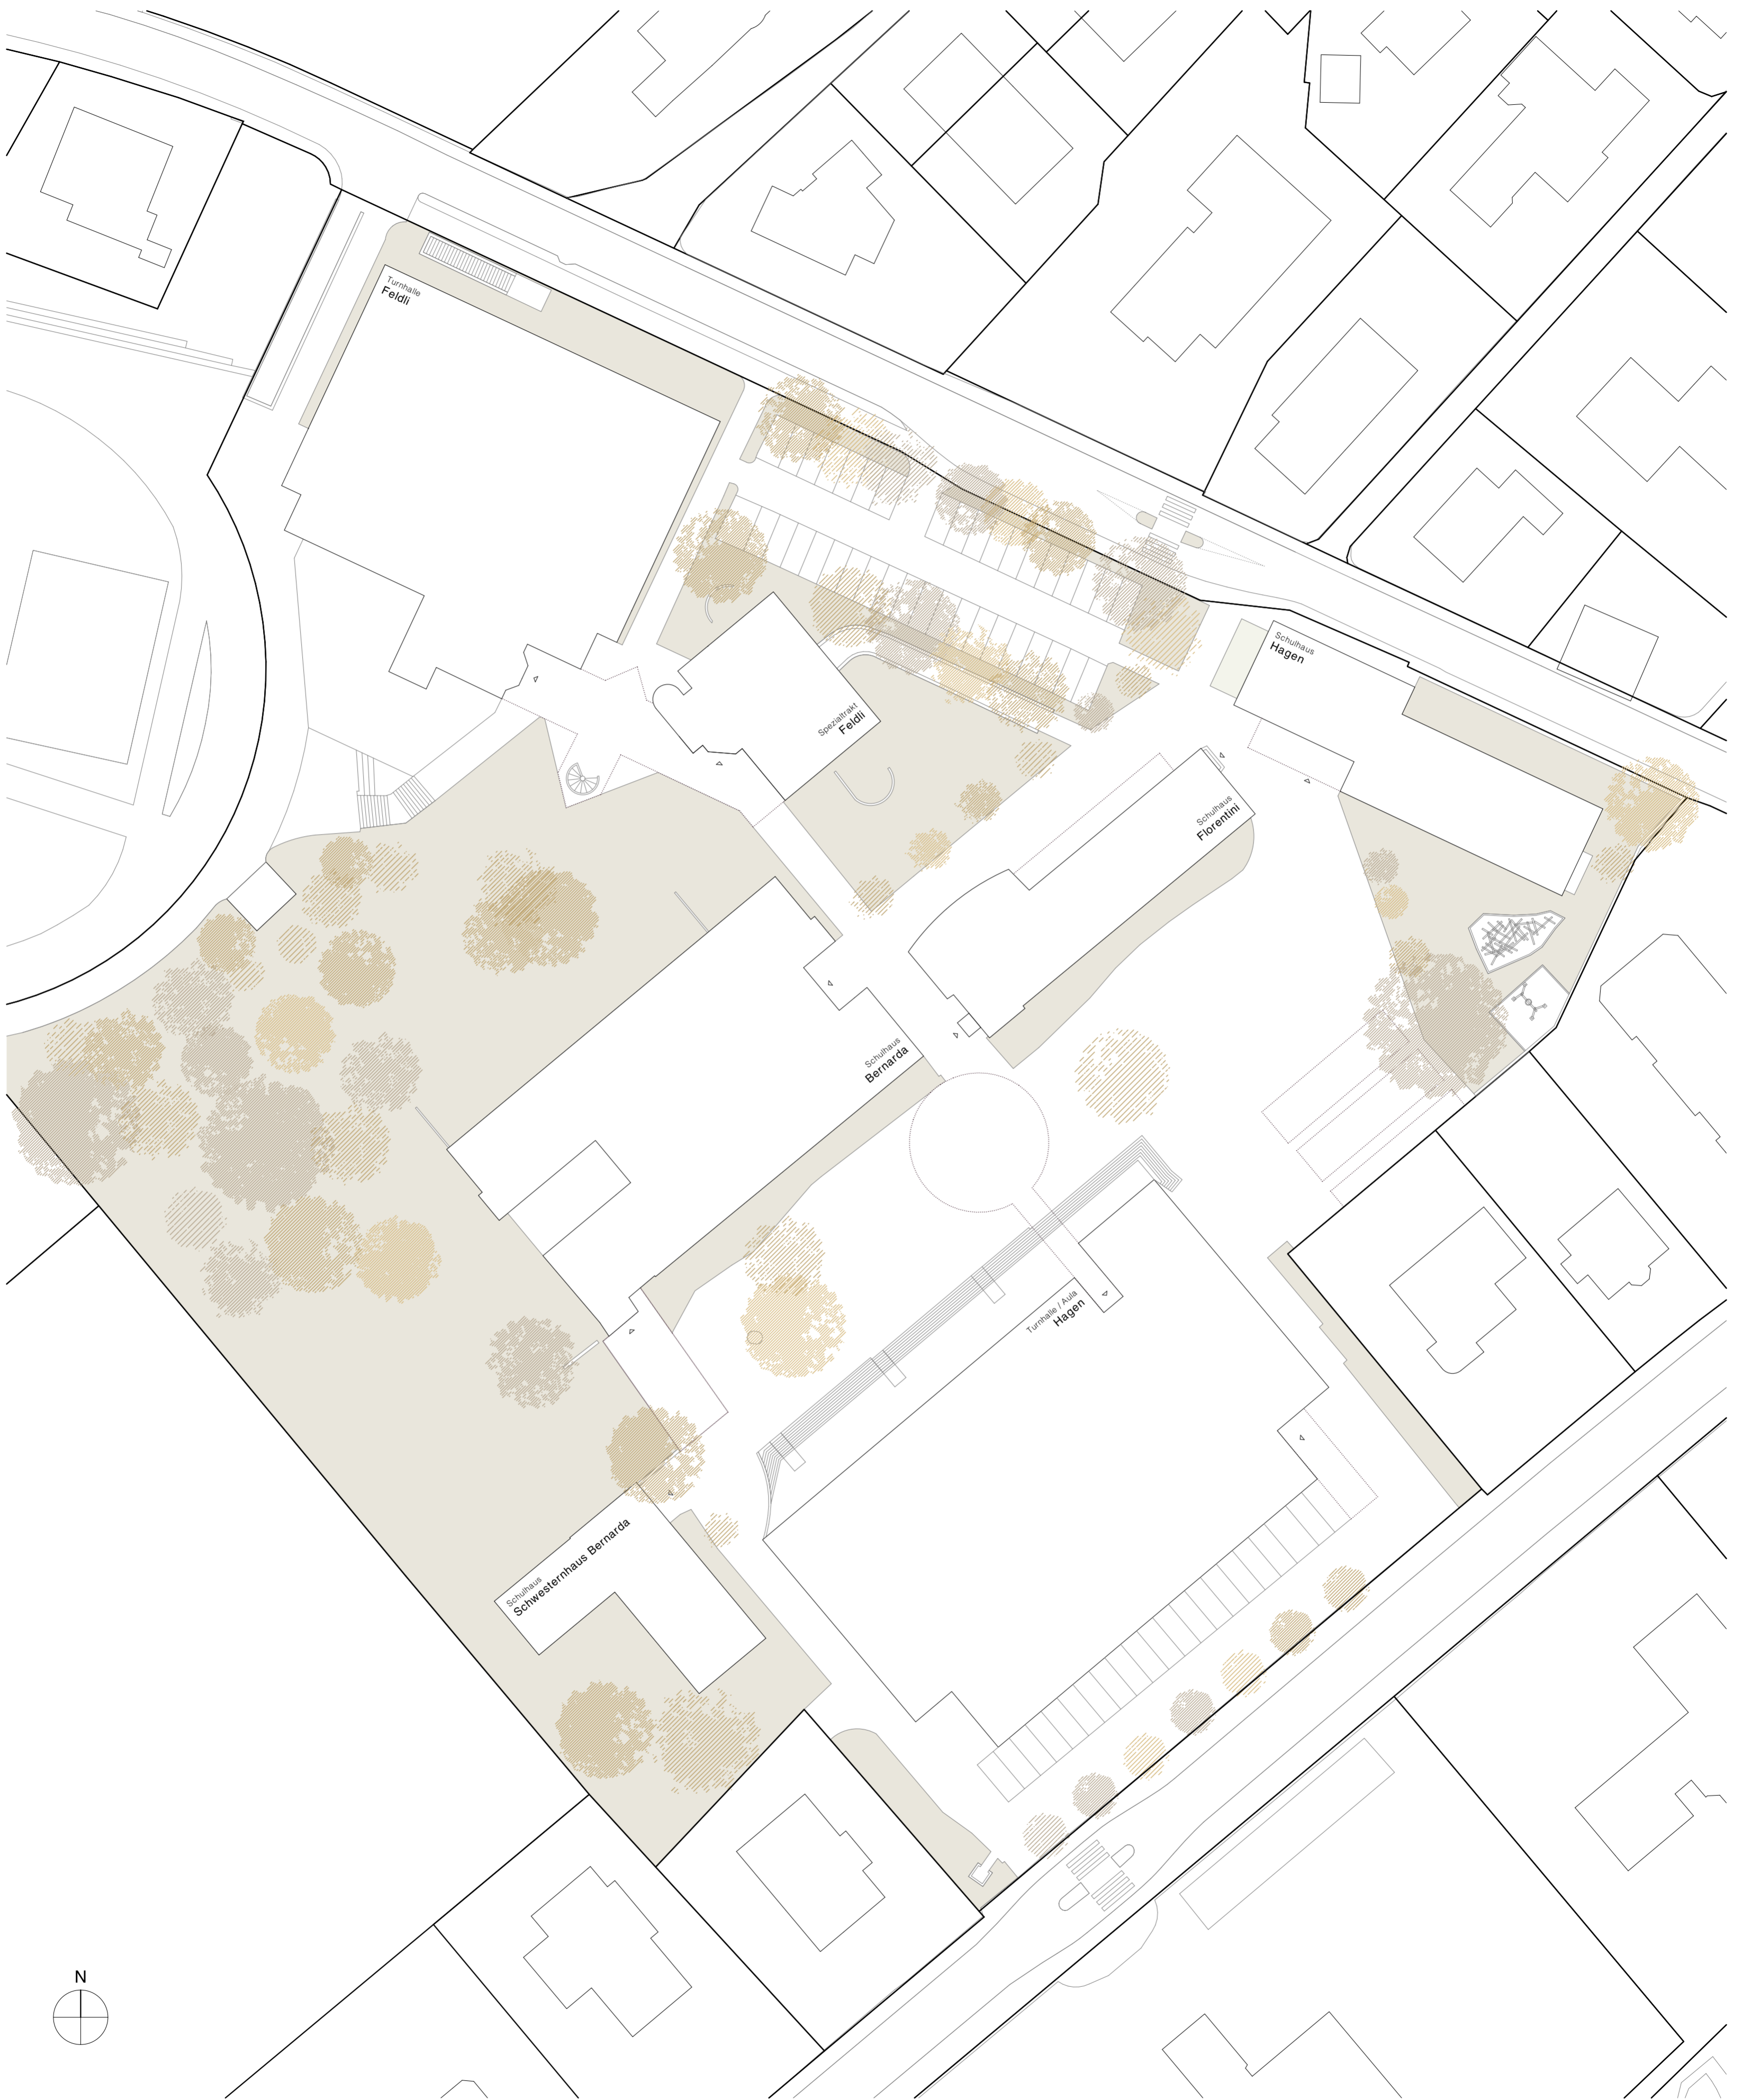 Turnhalle
Feldli
Schulhaus
Hagen
Spezialtrakt
Feldli
Schulhaus
Florentini
Schulhaus
Bernarda
Turnhalle / Aula
Hagen
Schulhaus
Schwesternhaus Bernarda
N